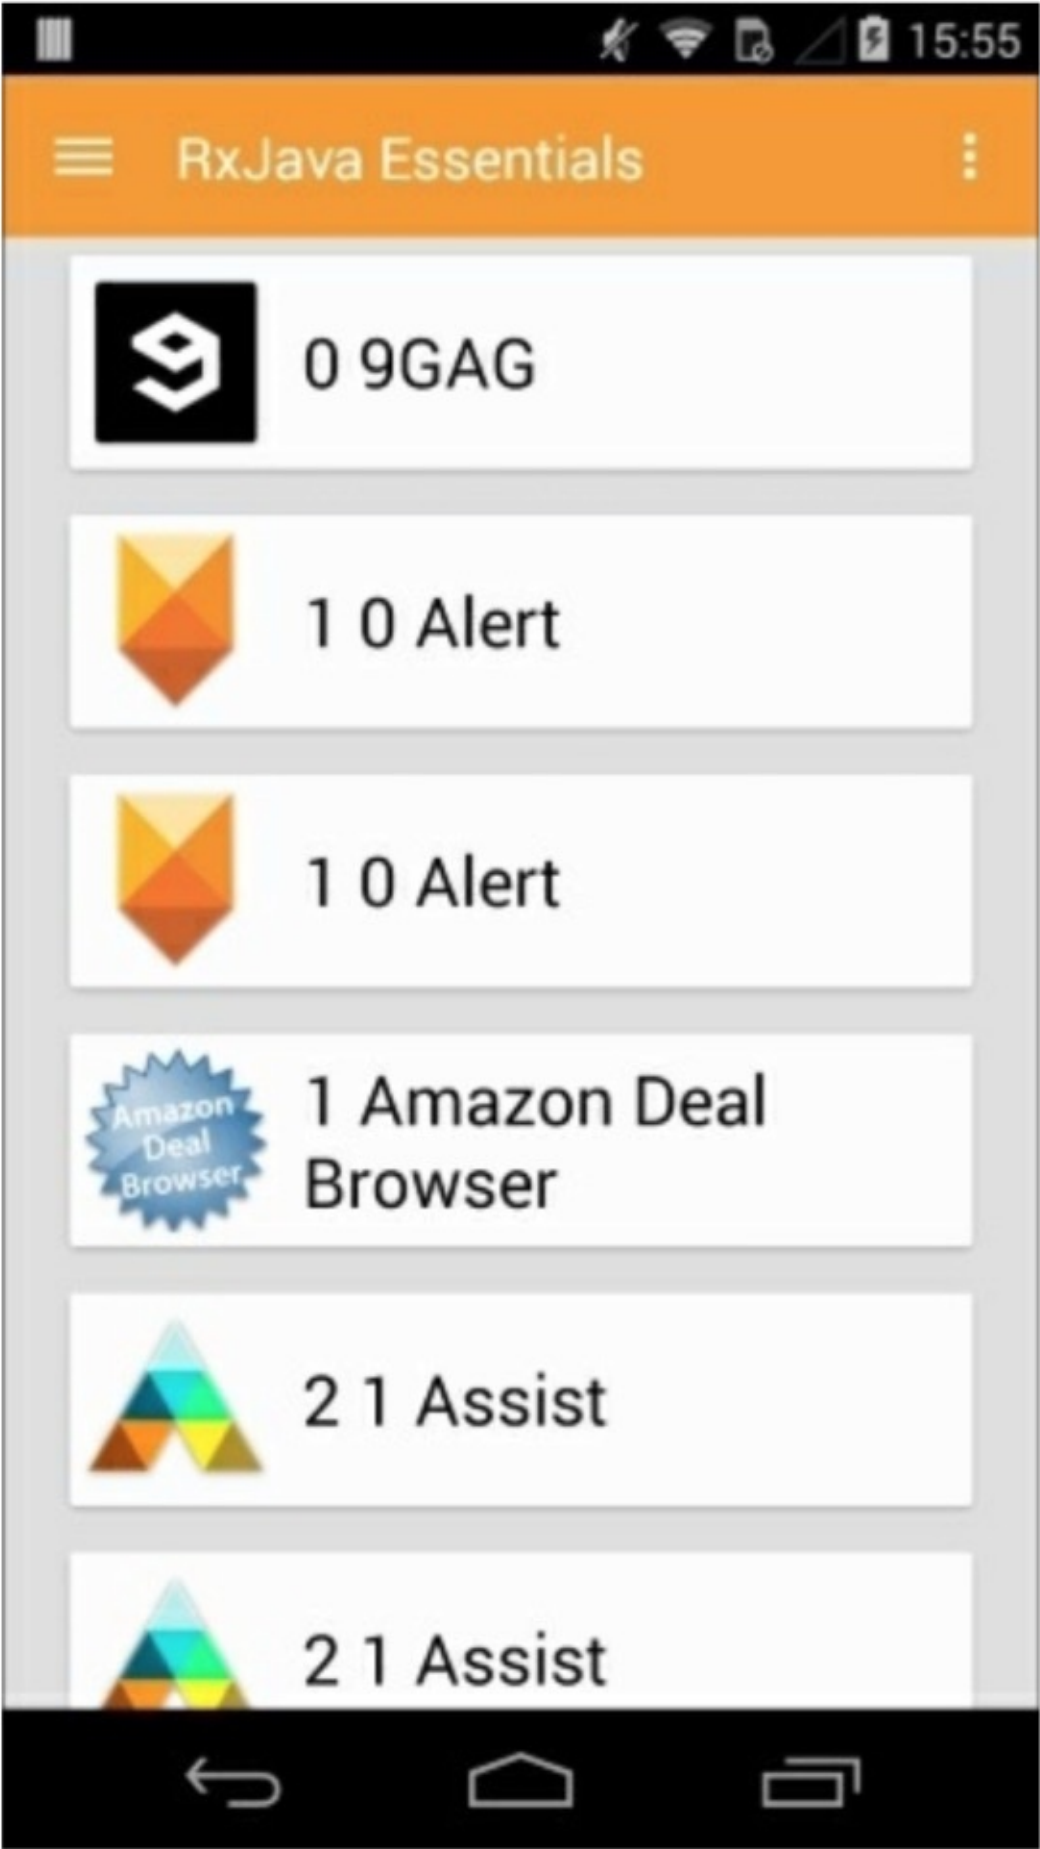 15:55
RxJava Essentials
0 9GAG
1 0 Alert
1 0 Alert
Amazon
Deal
Browser
1 Amazon Deal
Browser
2 1 Assist
2 1 Assist